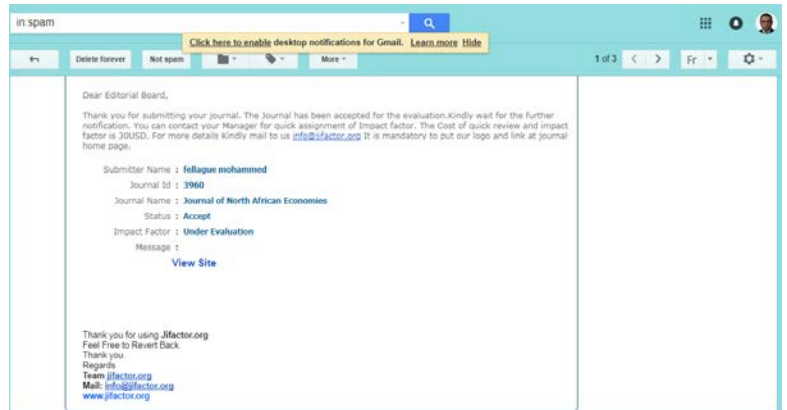 in:spam
Click here to enable desktop notifications for Gmail. Learn more Hide
Delete forever Not spam More 1 of 3 Fr
Dear Editorial Board,
Thank you for submitting your journal. The Journal has been accepted for the evaluation.Kindly wait for the further
notification. You can contact your Manager for quick assignment of Impact factor. The Cost of quick review and impact
factor is 30USD. For more details Kindly mail to us info@jifactor.org It is mandatory to put our logo and link at journal
home page.
Submitter Name : fellague mohammed
Journal Id : 3960
Journal Name : Journal of North African Economies
Status : Accept
Impact Factor : Under Evaluation
Message :
View Site
Thank you for using Jifactor.org
Feel Free to Revert Back.
Thank you.
Regards
Team jifactor.org
Mail: info@jifactor.org
www.jifactor.org